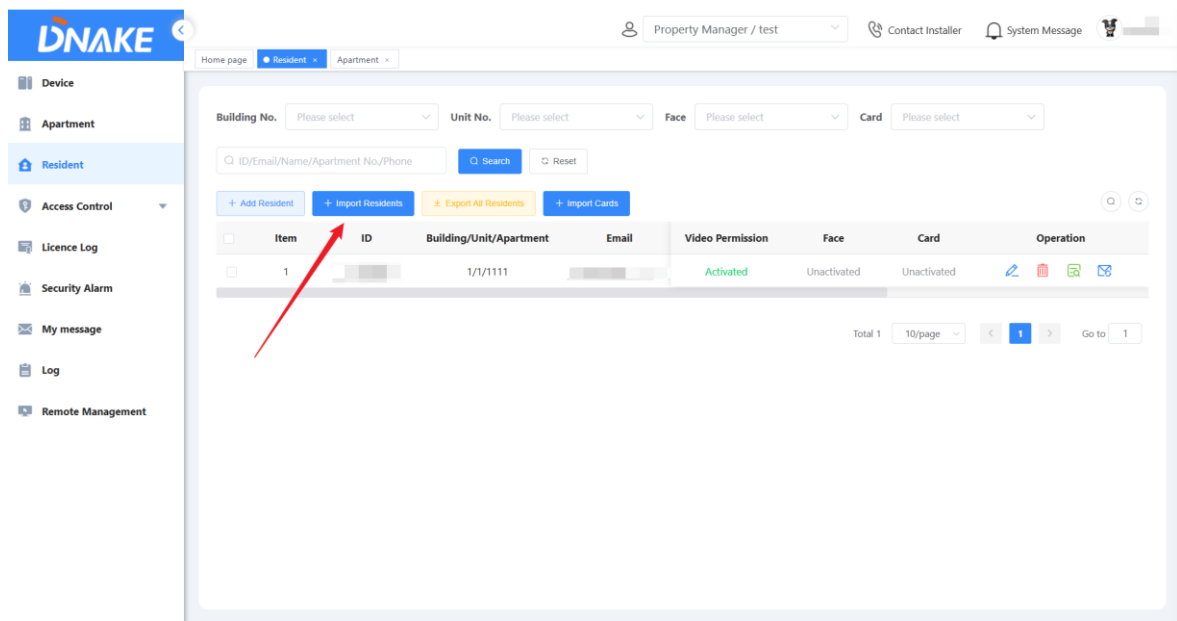 DNAKE
Property Manager / test
Contact Installer
System Message
Home page
Resident ×
Apartment ×
Device
Apartment
Resident
Access Control
Licence Log
Security Alarm
My message
Log
Remote Management
Building No. Please select Unit No. Please select Face Please select Card Please select
ID/Email/Name/Apartment No./Phone Search Reset
+ Add Resident + Import Residents Export All Residents + Import Cards
Item ID Building/Unit/Apartment Email Video Permission Face Card Operation
1 1/1/1111 Activated Unactivated Unactivated
Total 1 10/page < 1 > Go to 1